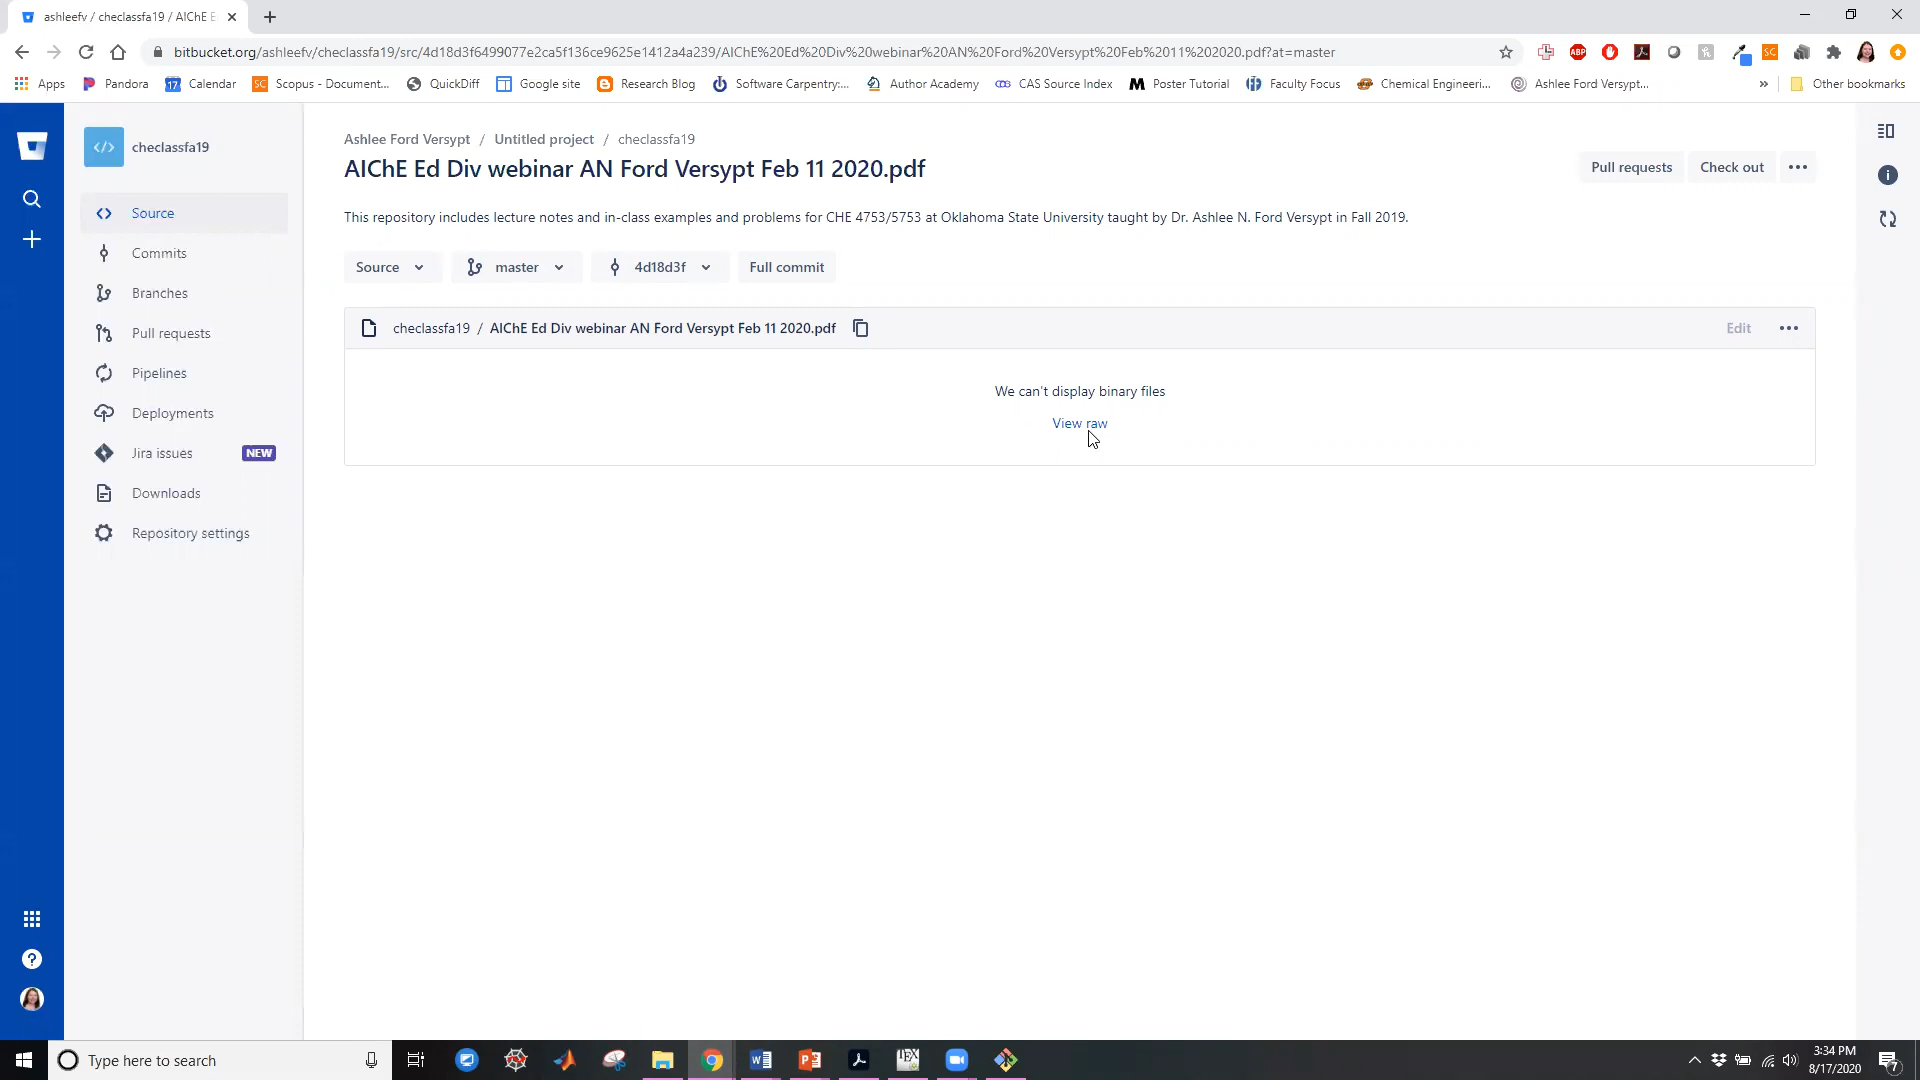 ashleefv / checlassfa19 / AIChE E
bitbucket.org/ashleefv/checlassfa19/src/4d18d3f6499077e2ca5f136ce9625e1412a4a239/AIChE%20Ed%20Div%20webinar%20AN%20Ford%20Versypt%20Feb%2011%202020.pdf?at=master
Apps Pandora 17 Calendar SC Scopus - Document... QuickDiff Google site Research Blog Software Carpentry:... Author Academy CAS Source Index Poster Tutorial Faculty Focus Chemical Engineeri... Ashlee Ford Versypt... » Other bookmarks
checlassfa19
Source
Commits
Branches
Pull requests
Pipelines
Deployments
Jira issues NEW
Downloads
Repository settings
Ashlee Ford Versypt / Untitled project / checlassfa19
AIChE Ed Div webinar AN Ford Versypt Feb 11 2020.pdf
Pull requests Check out
This repository includes lecture notes and in-class examples and problems for CHE 4753/5753 at Oklahoma State University taught by Dr. Ashlee N. Ford Versypt in Fall 2019.
Source master 4d18d3f Full commit
checlassfa19 / AIChE Ed Div webinar AN Ford Versypt Feb 11 2020.pdf Edit
We can't display binary files
View raw
Type here to search
3:34 PM
8/17/2020
7